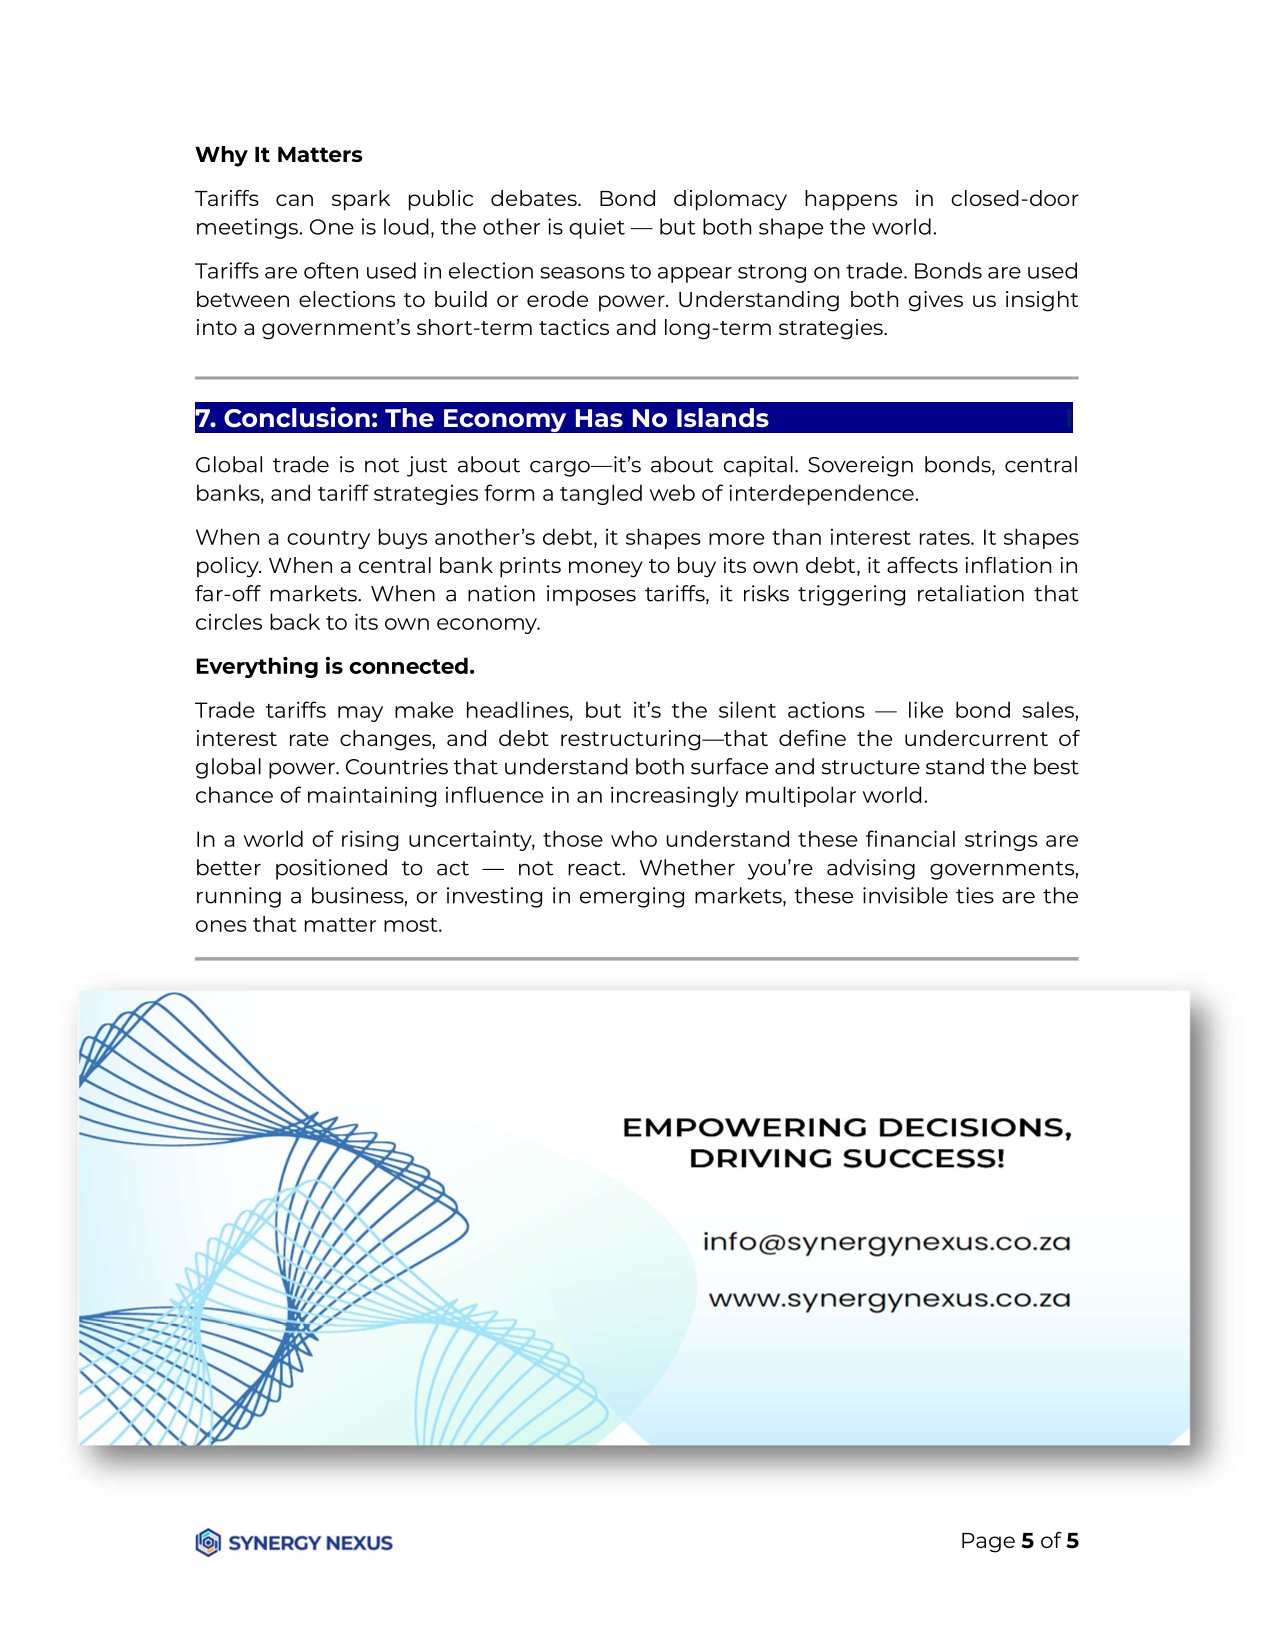 Why It Matters
Tariffs can spark public debates. Bond diplomacy happens in closed-door
meetings. One is loud, the other is quiet — but both shape the world.
Tariffs are often used in election seasons to appear strong on trade. Bonds are used
between elections to build or erode power. Understanding both gives us insight
into a government’s short-term tactics and long-term strategies.
7. Conclusion: The Economy Has No Islands
Global trade is not just about cargo—it’s about capital. Sovereign bonds, central
banks, and tariff strategies form a tangled web of interdependence.
When a country buys another’s debt, it shapes more than interest rates. It shapes
policy. When a central bank prints money to buy its own debt, it affects inflation in
far-off markets. When a nation imposes tariffs, it risks triggering retaliation that
circles back to its own economy.
Everything is connected.
Trade tariffs may make headlines, but it’s the silent actions — like bond sales,
interest rate changes, and debt restructuring—that define the undercurrent of
global power. Countries that understand both surface and structure stand the best
chance of maintaining influence in an increasingly multipolar world.
In a world of rising uncertainty, those who understand these financial strings are
better positioned to act — not react. Whether you’re advising governments,
running a business, or investing in emerging markets, these invisible ties are the
ones that matter most.
EMPOWERING DECISIONS,
DRIVING SUCCESS!
info@synergynexus.co.za
www.synergynexus.co.za
SYNERGY NEXUS
Page 5 of 5